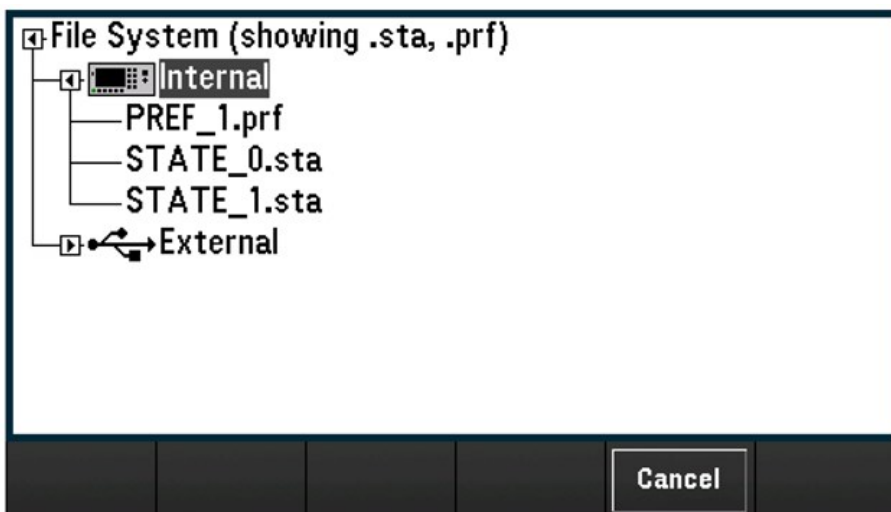 File System (showing .sta, .prf)
Internal
PREF_1.prf
STATE_0.sta
STATE_1.sta
External
Cancel